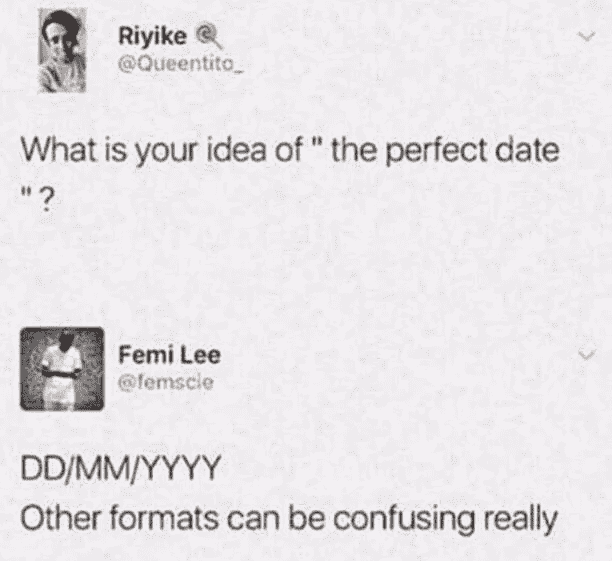 Riyike
@Queentito_
What is your idea of " the perfect date
" ?
Femi Lee
@femscie
DD/MM/YYYY
Other formats can be confusing really